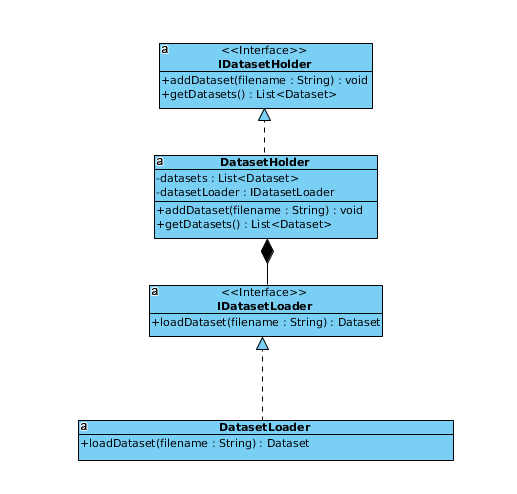 a
<<Interface>>
IDatasetHolder
+addDataset(filename : String) : void
+getDatasets() : List<Dataset>
a
DatasetHolder
-datasets : List<Dataset>
-datasetLoader : IDatasetLoader
+addDataset(filename : String) : void
+getDatasets() : List<Dataset>
a
<<Interface>>
IDatasetLoader
+loadDataset(filename : String) : Dataset
a
DatasetLoader
+loadDataset(filename : String) : Dataset